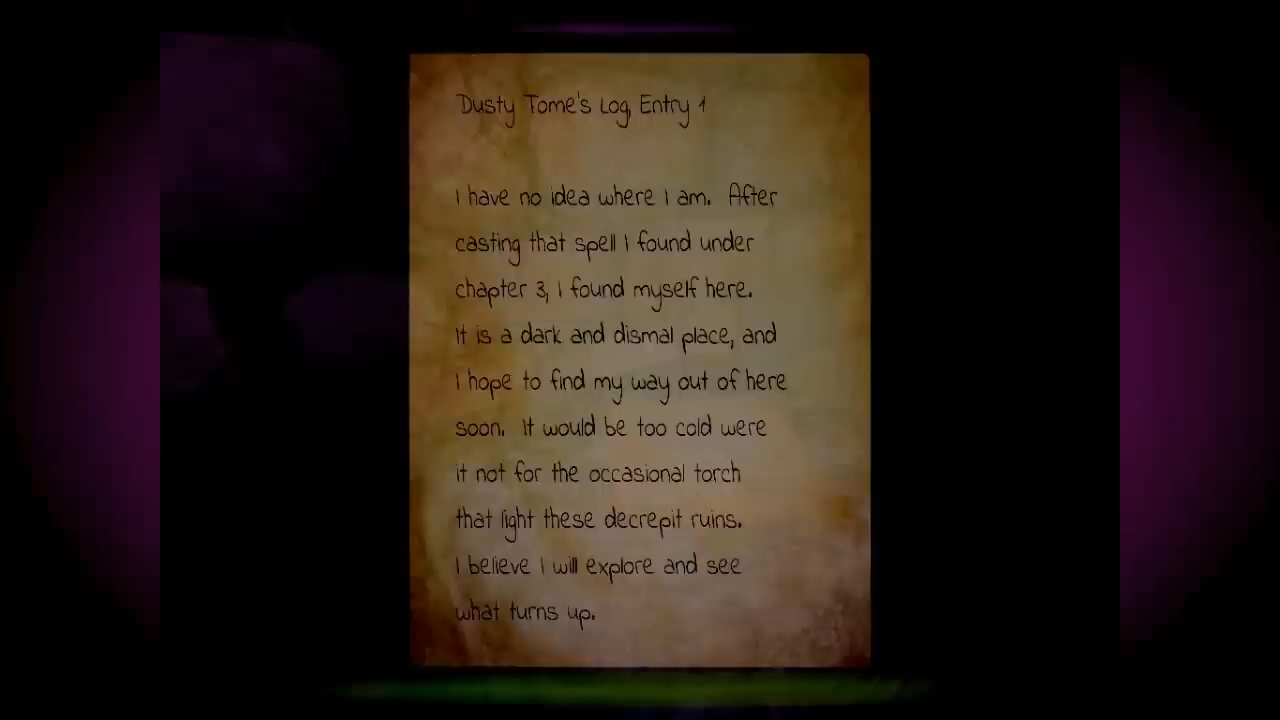 Dusty Tome's Log, Entry 1
I have no idea where I am. After
casting that spell I found under
chapter 3, I found myself here.
It is a dark and dismal place, and
I hope to find my way out of here
soon. It would be too cold were
it not for the occasional torch
that light these decrepit ruins.
I believe I will explore and see
what turns up.